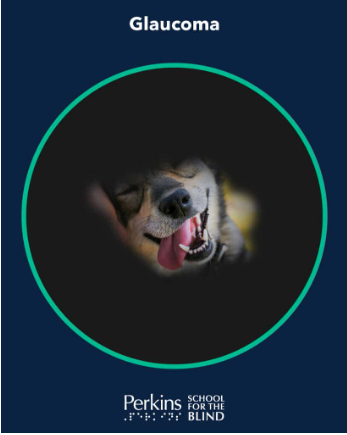 Glaucoma
Perkins SCHOOL
FOR THE
⠠⠏⠑⠗⠅⠊⠝⠎ BLIND